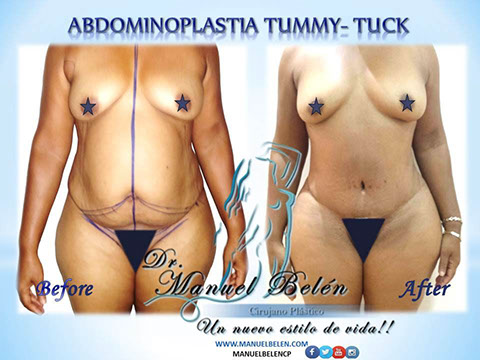 ABDOMINOPLASTIA TUMMY- TUCK
Before
After
Dr.
Manuel Belén
Cirujano Plástico
Un nuevo estilo de vida!!
WWW.MANUELBELEN.COM
MANUELBELENCP